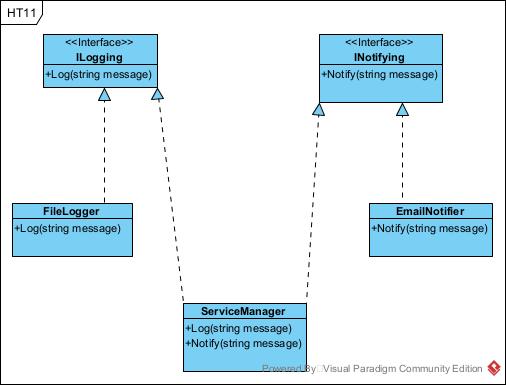 HT11
<<Interface>>
ILogging
+Log(string message)
<<Interface>>
INotifying
+Notify(string message)
FileLogger
+Log(string message)
EmailNotifier
+Notify(string message)
ServiceManager
+Log(string message)
+Notify(string message)
Powered By Visual Paradigm Community Edition